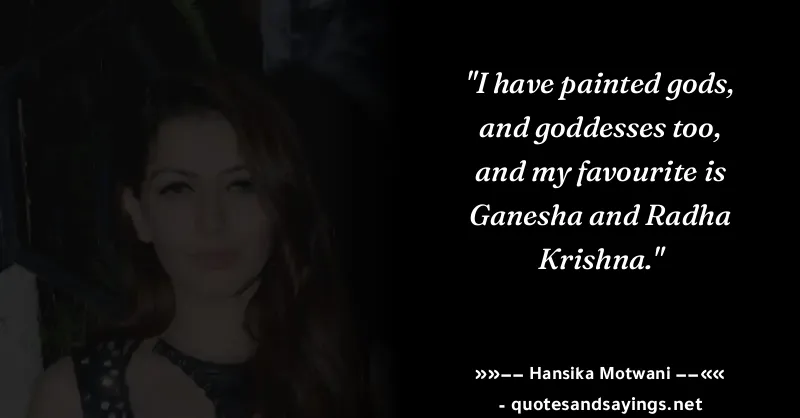 "I have painted gods,
and goddesses too,
and my favourite is
Ganesha and Radha
Krishna."
»»−− Hansika Motwani −−««
- quotesandsayings.net